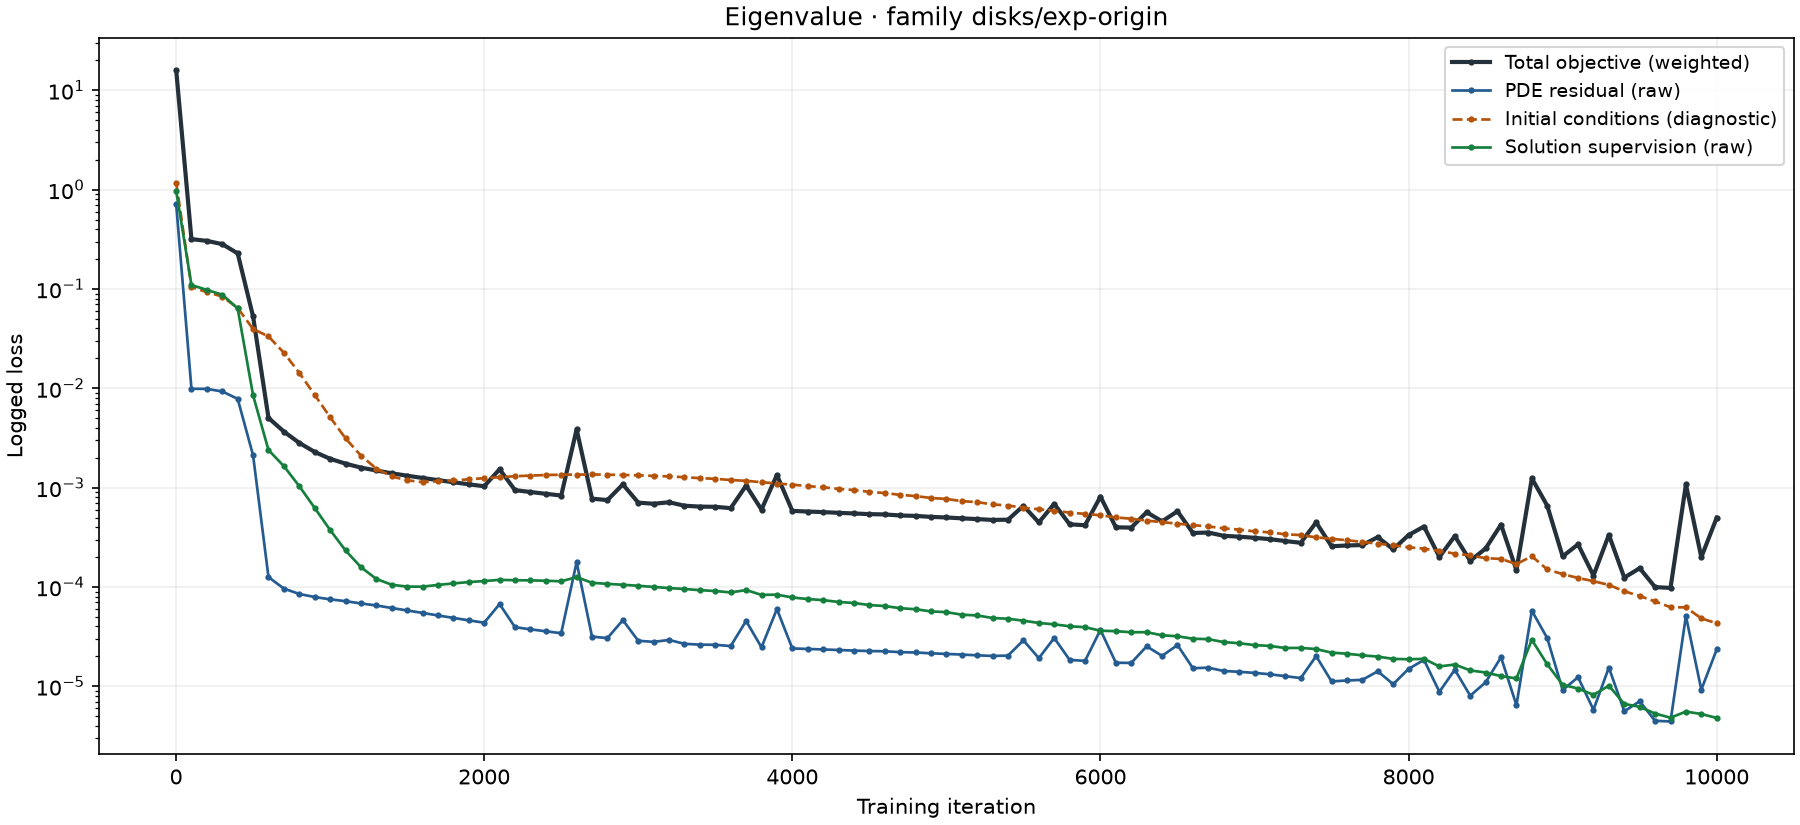 Eigenvalue · family disks/exp-origin
Total objective (weighted)
PDE residual (raw)
Initial conditions (diagnostic)
Solution supervision (raw)
Logged loss
10¹
10⁰
10⁻¹
10⁻²
10⁻³
10⁻⁴
10⁻⁵
0 2000 4000 6000 8000 10000
Training iteration